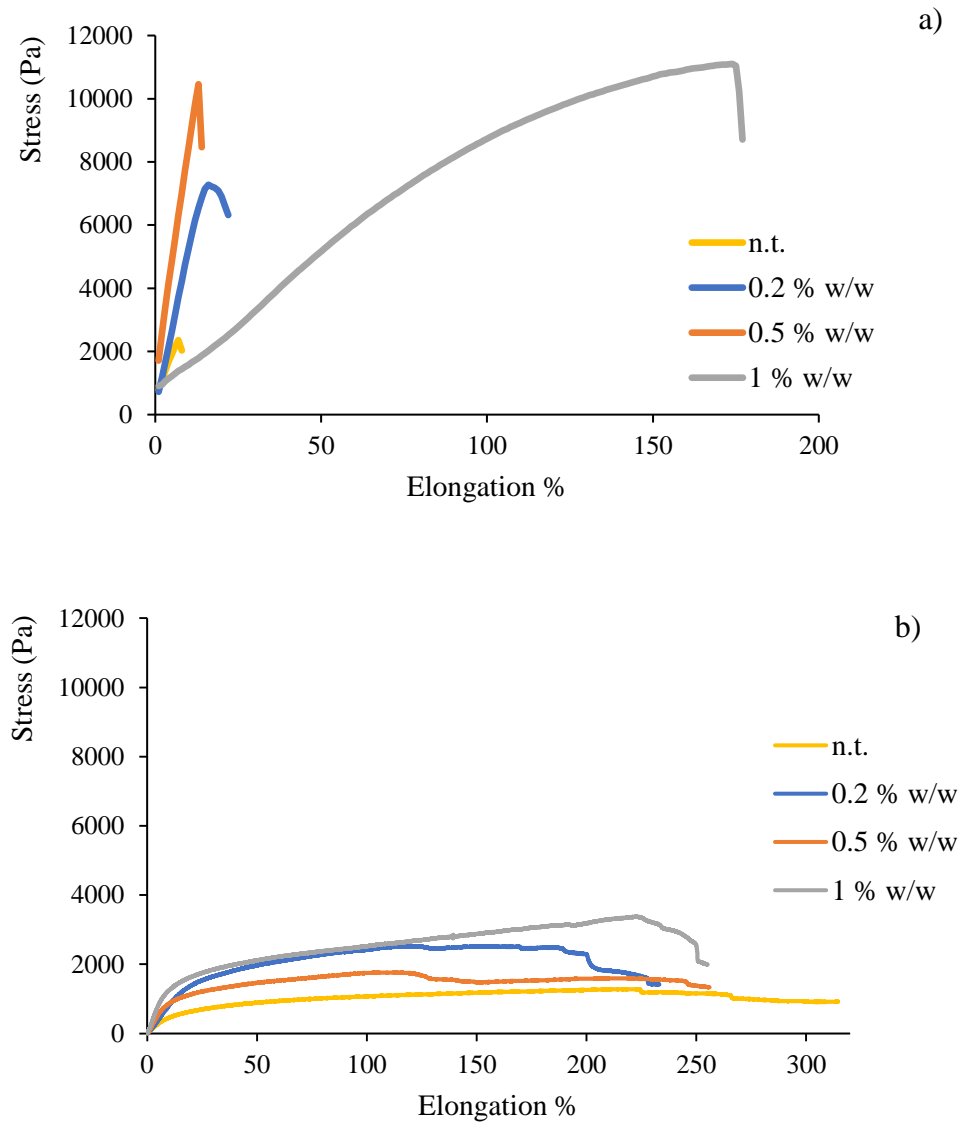 a)
12000
10000
8000
6000
4000
2000
0
Stress (Pa)
n.t.
0.2 % w/w
0.5 % w/w
1 % w/w
0 50 100 150 200
Elongation %
b)
12000
10000
8000
6000
4000
2000
0
Stress (Pa)
n.t.
0.2 % w/w
0.5 % w/w
1 % w/w
0 50 100 150 200 250 300
Elongation %